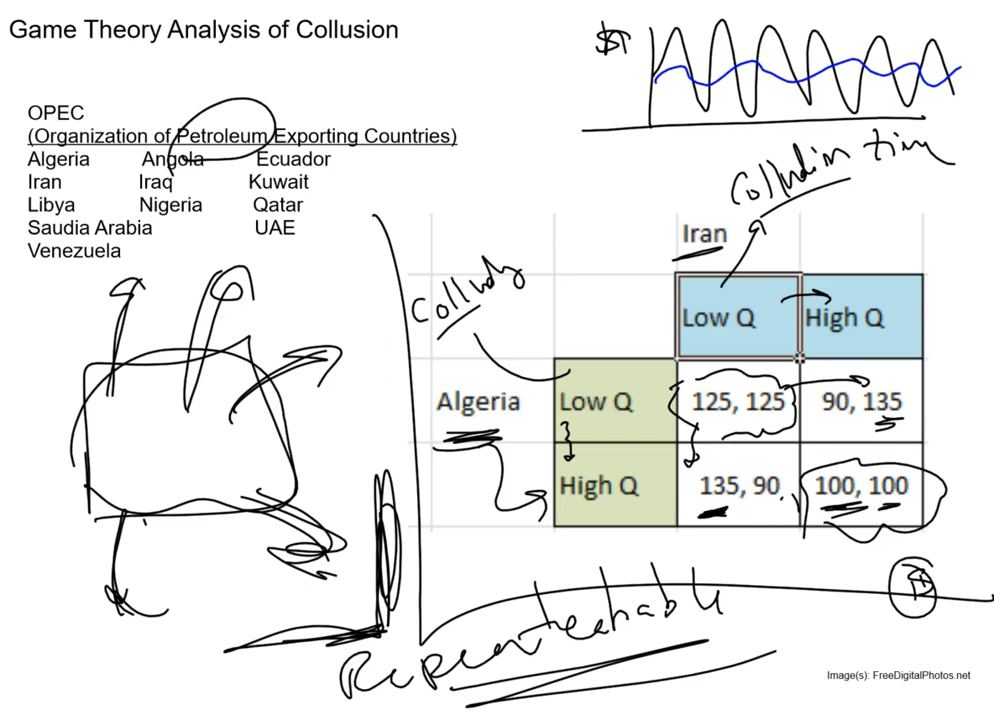 Game Theory Analysis of Collusion
OPEC
(Organization of Petroleum Exporting Countries)
Algeria Angola Ecuador
Iran Iraq Kuwait
Libya Nigeria Qatar
Saudia Arabia UAE
Venezuela
Iran
Low Q High Q
Algeria Low Q 125, 125 90, 135
High Q 135, 90 100, 100
Image(s): FreeDigitalPhotos.net